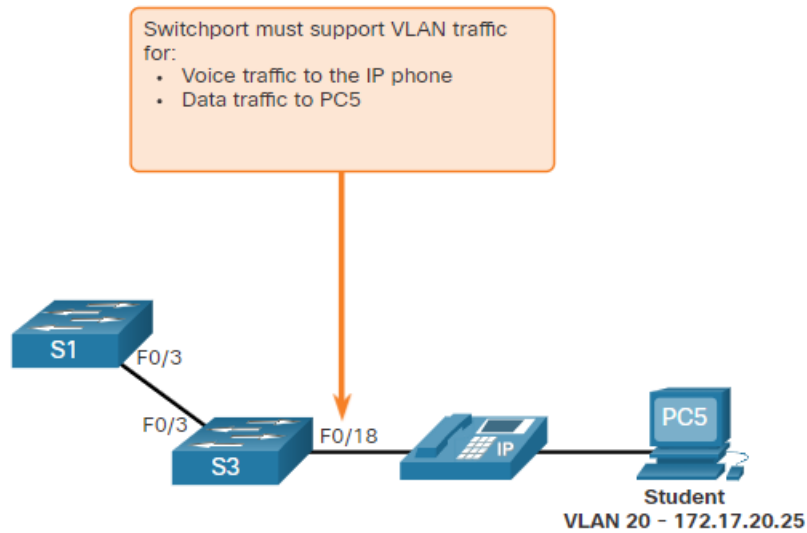 Switchport must support VLAN traffic
for:
• Voice traffic to the IP phone
• Data traffic to PC5
S1
F0/3
F0/3
S3
F0/18
IP
PC5
Student
VLAN 20 - 172.17.20.25